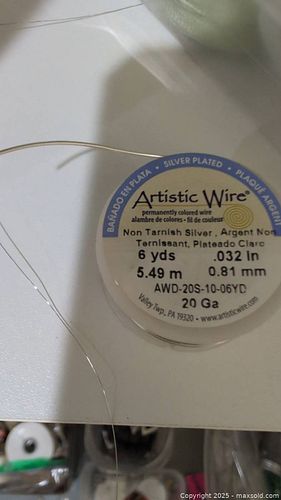 BAÑADO EN PLATA • SILVER PLATED • PLAQUÉ ARGENT
Artistic Wire®
permanently colored wire
alambre de colores - fil de couleur
Non Tarnish Silver , Argent Non
Ternissant, Plateado Claro
6 yds .032 in
5.49 m 0.81 mm
AWD-20S-10-06YD
20 Ga
Valley Twp., PA 19320 • www.artisticwire.com
Copyright 2025 - maxsold.com